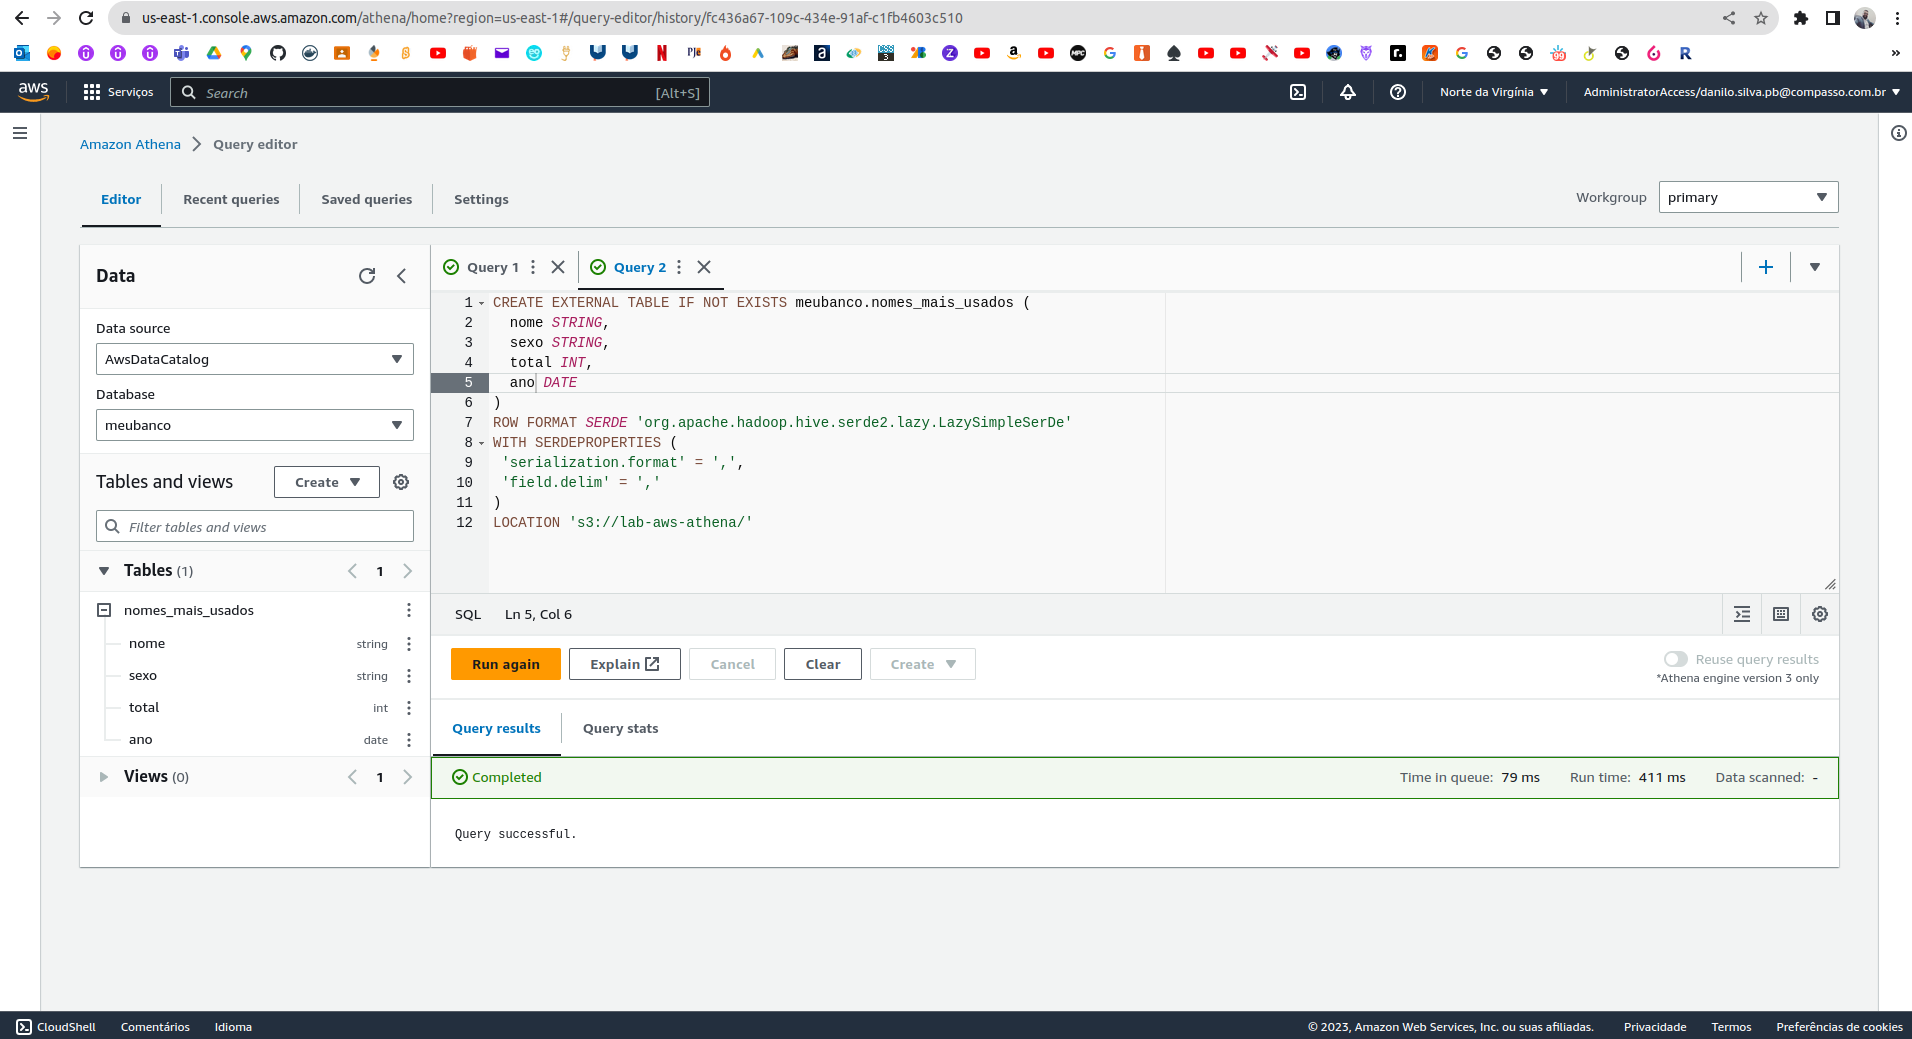 us-east-1.console.aws.amazon.com/athena/home?region=us-east-1#/query-editor/history/fc436a67-109c-434e-91af-c1fb4603c510
aws
Serviços
Search
[Alt+S]
Norte da Virgínia
AdministratorAccess/danilo.silva.pb@compasso.com.br
Amazon Athena
Query editor
Editor
Recent queries
Saved queries
Settings
Workgroup
primary
Data
Data source
AwsDataCatalog
Database
meubanco
Tables and views
Create
Filter tables and views
Tables (1)
1
nomes_mais_usados
nome string
sexo string
total int
ano date
Views (0)
1
Query 1
Query 2
1 CREATE EXTERNAL TABLE IF NOT EXISTS meubanco.nomes_mais_usados (
2 nome STRING,
3 sexo STRING,
4 total INT,
5 ano DATE
6 )
7 ROW FORMAT SERDE 'org.apache.hadoop.hive.serde2.lazy.LazySimpleSerDe'
8 WITH SERDEPROPERTIES (
9 'serialization.format' = ',',
10 'field.delim' = ','
11 )
12 LOCATION 's3://lab-aws-athena/'
SQL
Ln 5, Col 6
Run again
Explain
Cancel
Clear
Create
Reuse query results
*Athena engine version 3 only
Query results
Query stats
Completed
Time in queue: 79 ms
Run time: 411 ms
Data scanned: -
Query successful.
CloudShell
Comentários
Idioma
© 2023, Amazon Web Services, Inc. ou suas afiliadas.
Privacidade
Termos
Preferências de cookies